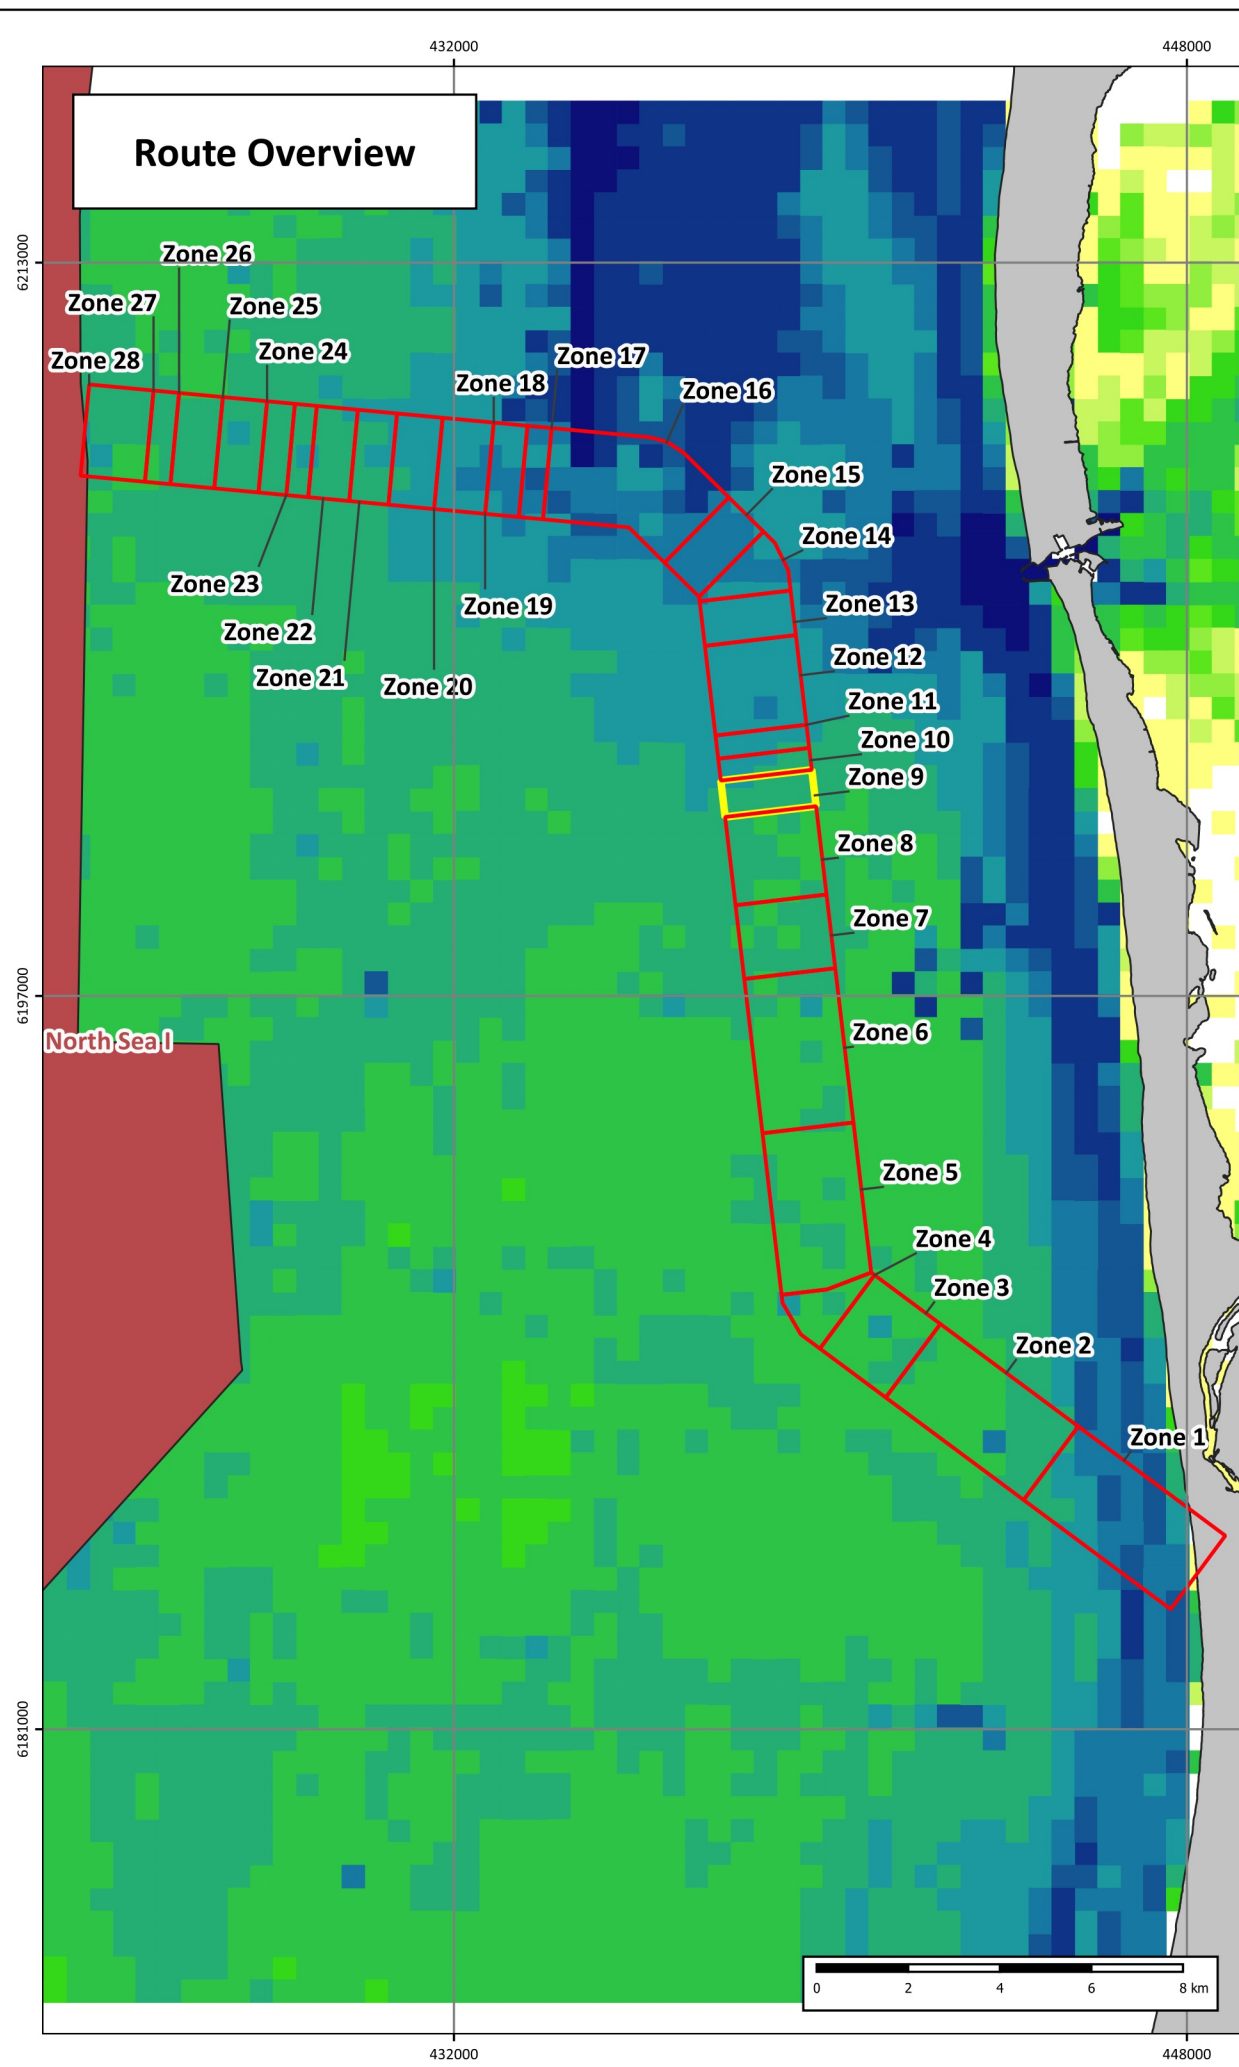 432000
448000
Route Overview
6213000
Zone 26
Zone 27
Zone 25
Zone 24
Zone 28
Zone 17
Zone 18
Zone 16
Zone 15
Zone 14
Zone 23
Zone 19
Zone 13
Zone 22
Zone 12
Zone 21
Zone 20
Zone 11
Zone 10
Zone 9
Zone 8
Zone 7
6197000
Zone 6
North Sea I
Zone 5
Zone 4
Zone 3
Zone 2
Zone 1
6181000
0 2 4 6 8 km
432000
448000